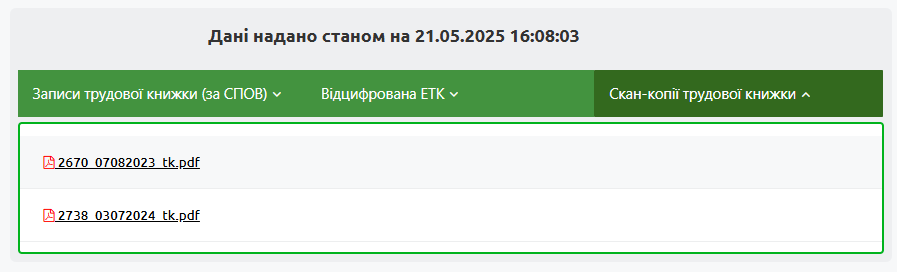 Дані надано станом на 21.05.2025 16:08:03
Записи трудової книжки (за СПОВ) Відцифрована ЕТК Скан-копії трудової книжки
2670_07082023_tk.pdf
2738_03072024_tk.pdf